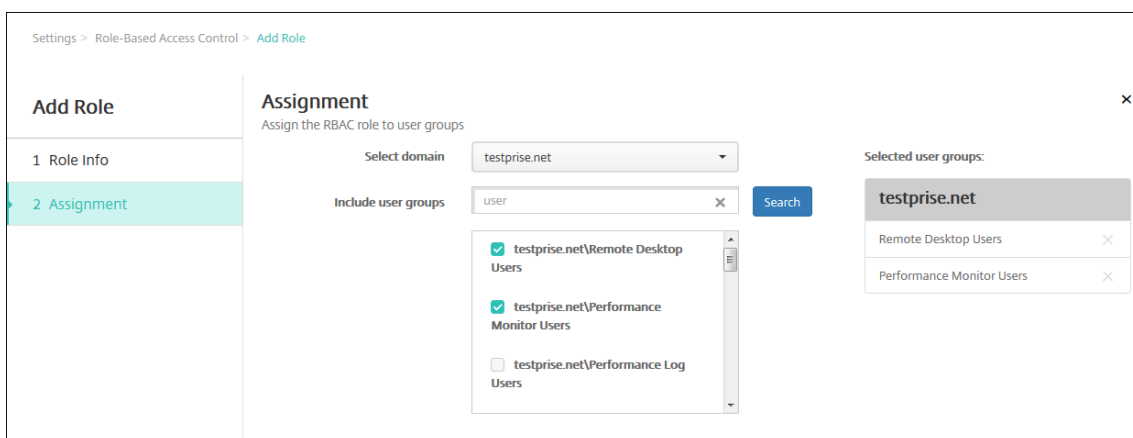 Settings > Role-Based Access Control > Add Role
Add Role
1 Role Info
2 Assignment
Assignment
Assign the RBAC role to user groups
Select domain
testprise.net
Include user groups
user
Search
testprise.net\Remote Desktop
Users
testprise.net\Performance
Monitor Users
testprise.net\Performance Log
Users
Selected user groups:
testprise.net
Remote Desktop Users
Performance Monitor Users